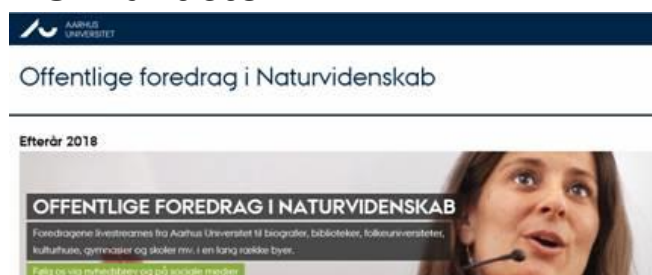 AARHUS
UNIVERSITET
Offentlige foredrag i Naturvidenskab
Efterår 2018
OFFENTLIGE FOREDRAG I NATURVIDENSKAB
Foredragene livestreames fra Aarhus Universitet til biografer, biblioteker, folkeuniversiteter,
kulturhuse, gymnasier og skoler mv. i en lang række byer.
Følg os via nyhedsbrev og på sociale medier